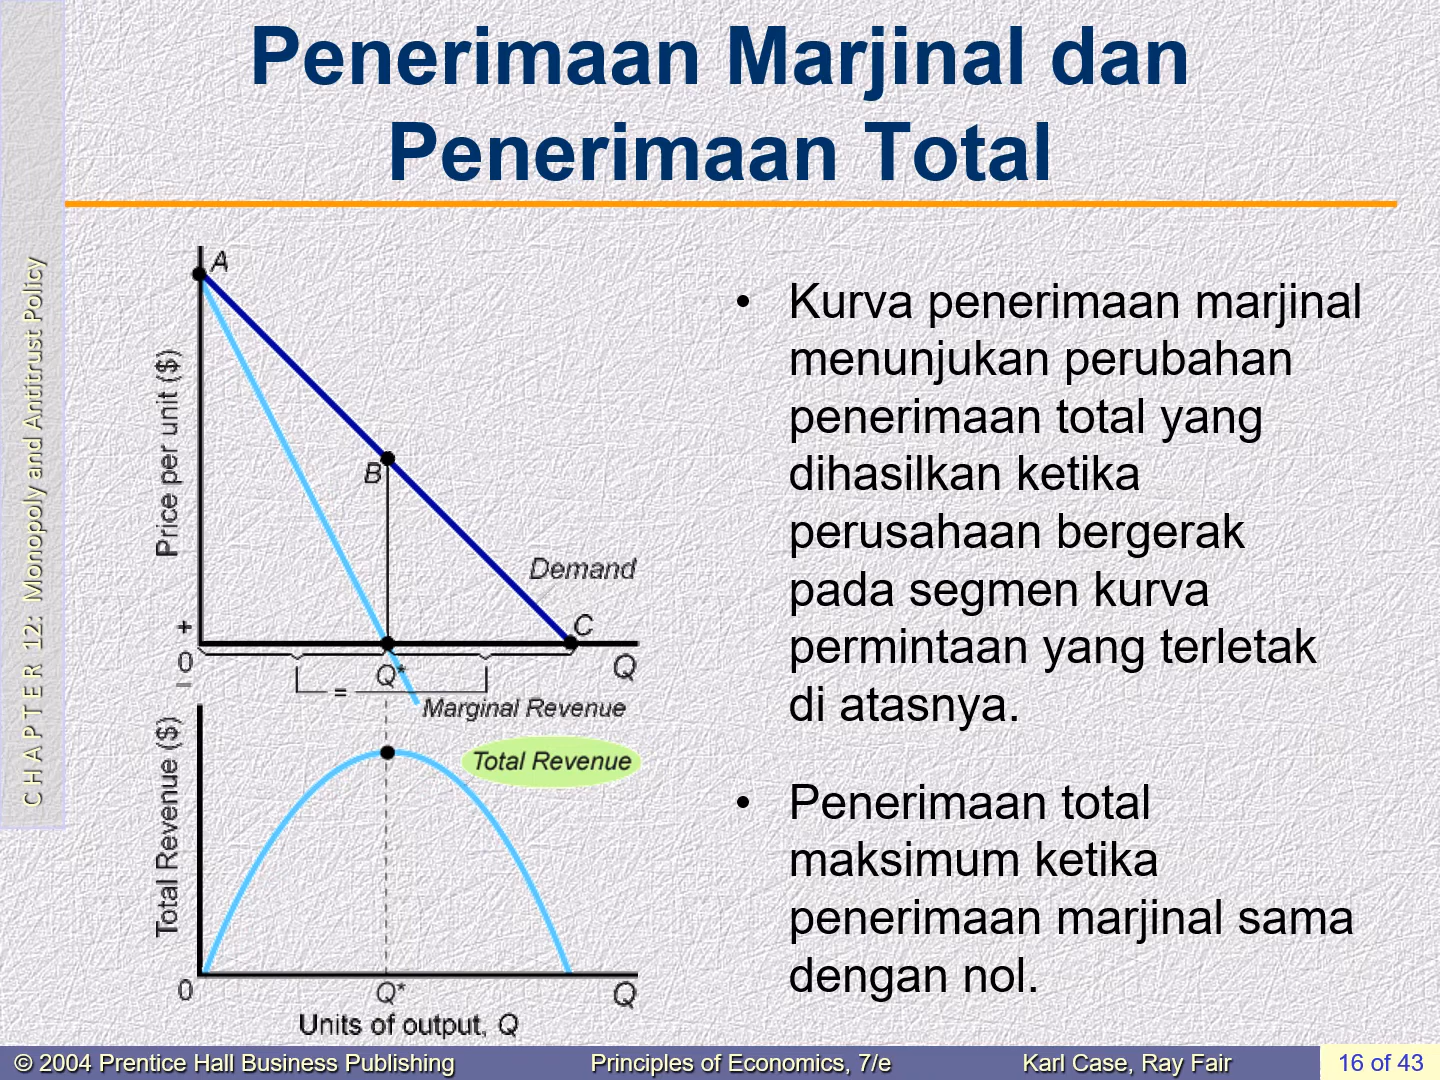 Penerimaan Marjinal dan
Penerimaan Total
CHAPTER 12: Monopoly and Antitrust Policy
A
Price per unit ($)
B
Demand
C
+
0
–
Q*
Q
=
Marginal Revenue
Total Revenue ($)
Total Revenue
0
Q*
Q
Units of output, Q
• Kurva penerimaan marjinal
menunjukan perubahan
penerimaan total yang
dihasilkan ketika
perusahaan bergerak
pada segmen kurva
permintaan yang terletak
di atasnya.
• Penerimaan total
maksimum ketika
penerimaan marjinal sama
dengan nol.
© 2004 Prentice Hall Business Publishing
Principles of Economics, 7/e
Karl Case, Ray Fair
16 of 43